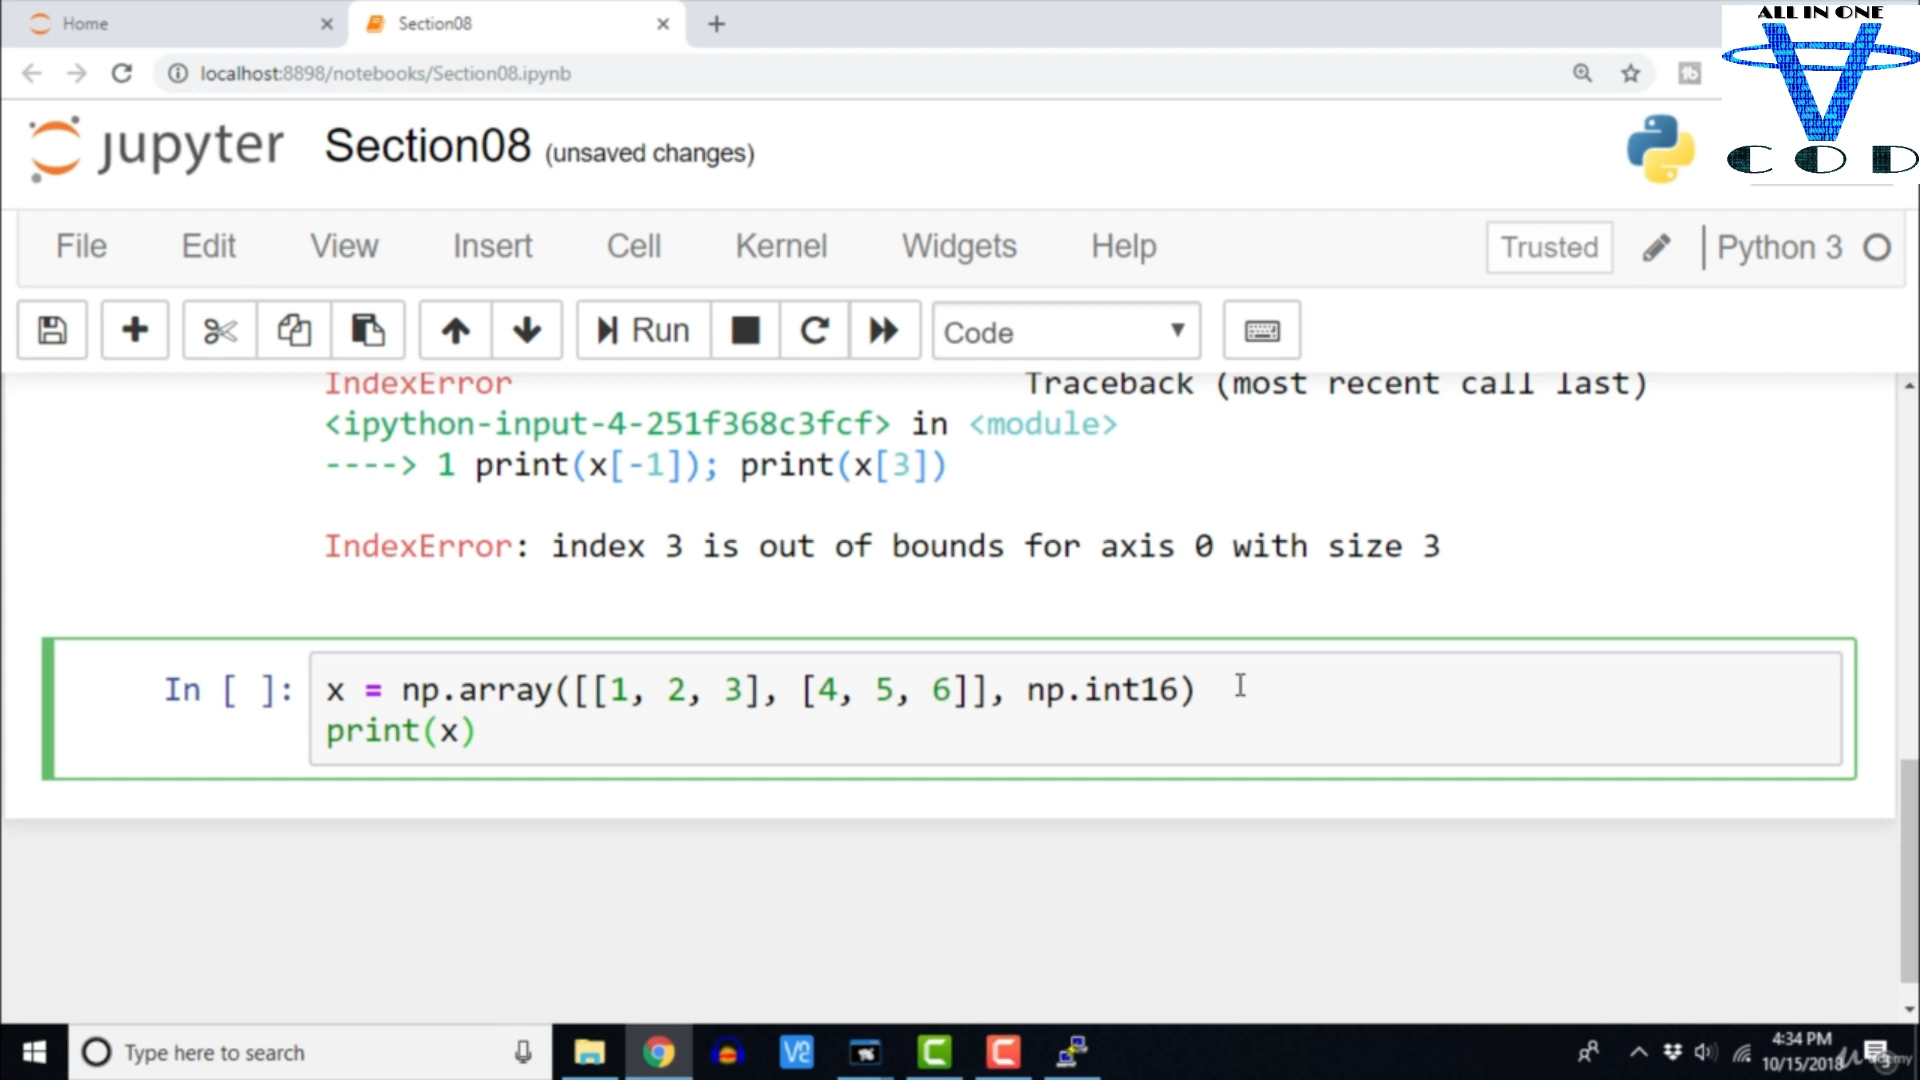 Home
Section08
ALL IN ONE
localhost:8898/notebooks/Section08.ipynb
COD
jupyter Section08 (unsaved changes)
File Edit View Insert Cell Kernel Widgets Help Trusted Python 3
Run Code
IndexError Traceback (most recent call last)
<ipython-input-4-251f368c3fcf> in <module>
----> 1 print(x[-1]); print(x[3])
IndexError: index 3 is out of bounds for axis 0 with size 3
In [ ]: x = np.array([[1, 2, 3], [4, 5, 6]], np.int16)
print(x)
Type here to search
4:34 PM
10/15/2018